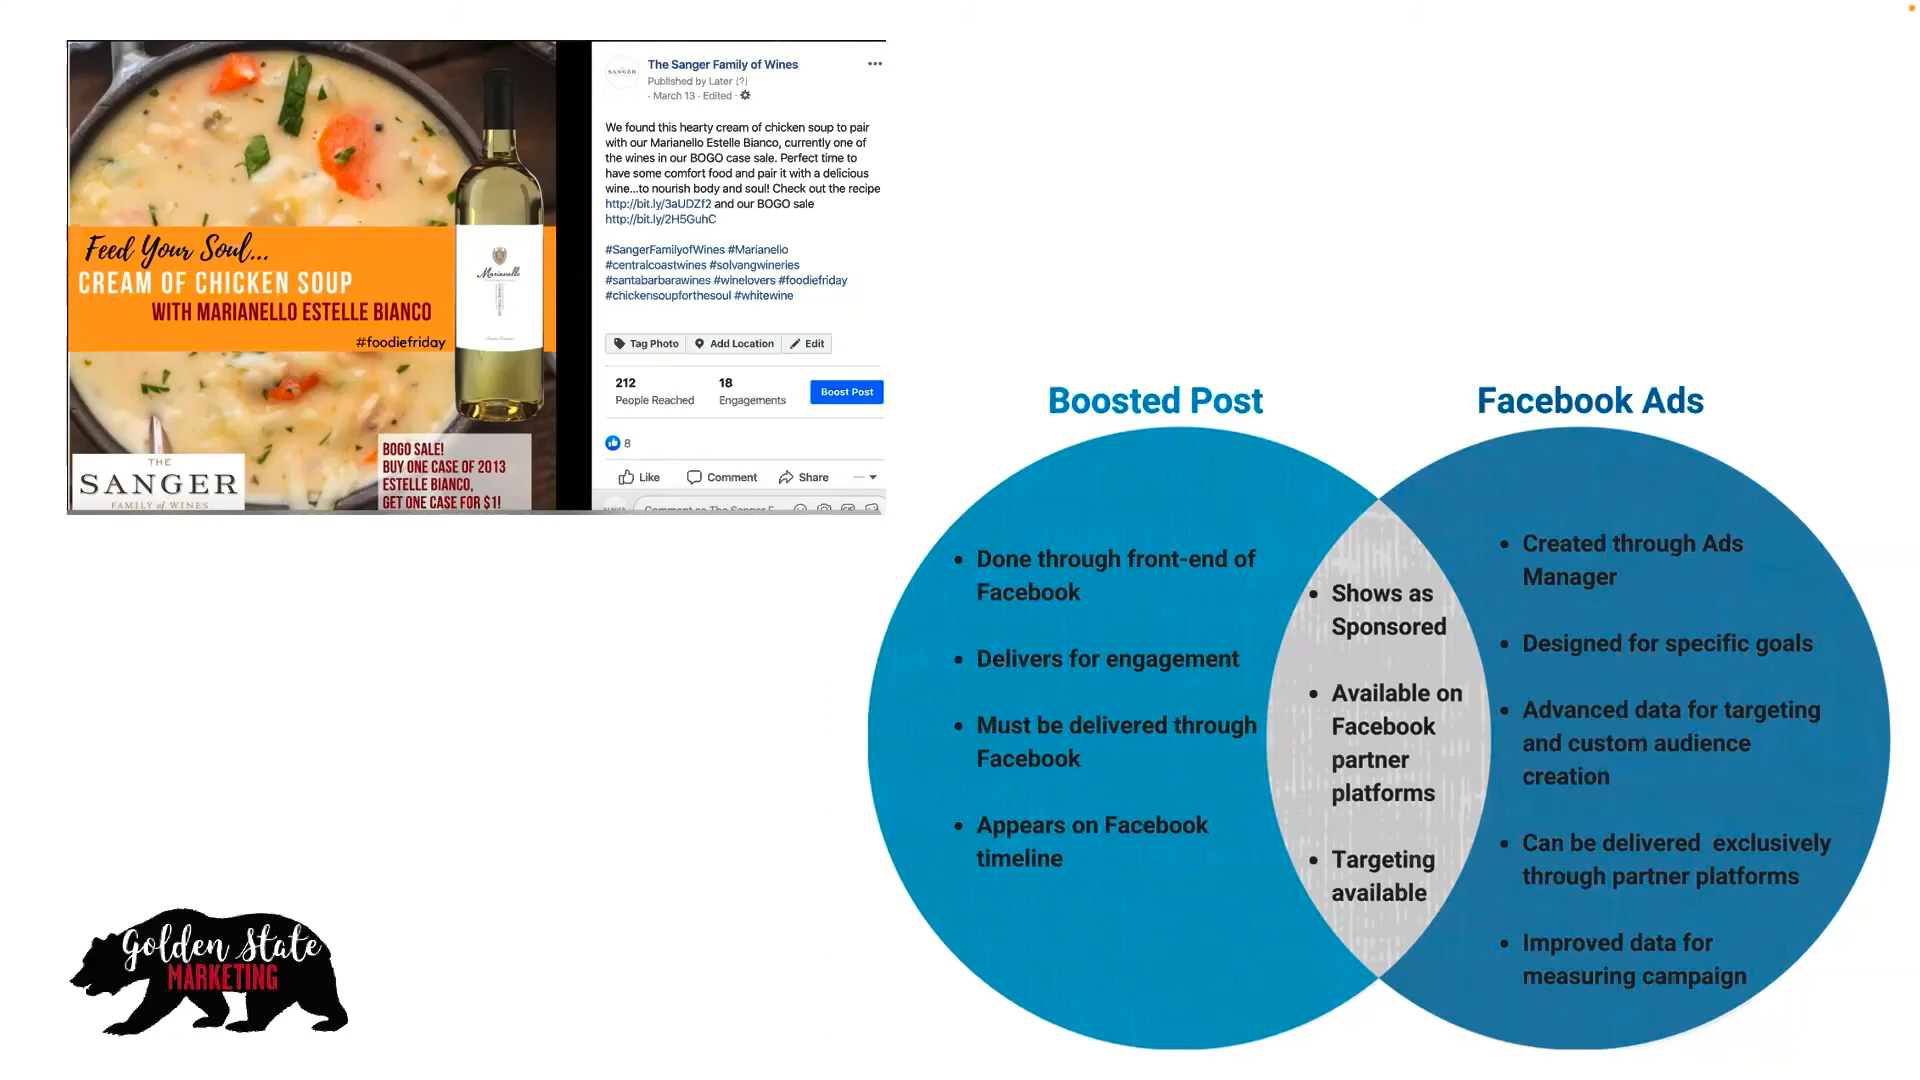 Feed Your Soul...
CREAM OF CHICKEN SOUP
WITH MARIANELLO ESTELLE BIANCO
#foodiefriday
Marianello
THE
SANGER
FAMILY of WINES
BOGO SALE!
BUY ONE CASE OF 2013
ESTELLE BIANCO,
GET ONE CASE FOR $1!
SANGER
The Sanger Family of Wines
Published by Later [?]
· March 13 · Edited ·
We found this hearty cream of chicken soup to pair
with our Marianello Estelle Bianco, currently one of
the wines in our BOGO case sale. Perfect time to
have some comfort food and pair it with a delicious
wine...to nourish body and soul! Check out the recipe
http://bit.ly/3aUDZf2 and our BOGO sale
http://bit.ly/2H5GuhC
#SangerFamilyofWines #Marianello
#centralcoastwines #solvangwineries
#santabarbarawines #winelovers #foodiefriday
#chickensoupforthesoul #whitewine
Tag Photo Add Location Edit
212 18
People Reached Engagements Boost Post
8
Like Comment Share
Comment as The Sanger F
Boosted Post
• Done through front-end of
Facebook
• Delivers for engagement
• Must be delivered through
Facebook
• Appears on Facebook
timeline
• Shows as
Sponsored
• Available on
Facebook
partner
platforms
• Targeting
available
Facebook Ads
• Created through Ads
Manager
• Designed for specific goals
• Advanced data for targeting
and custom audience
creation
• Can be delivered exclusively
through partner platforms
• Improved data for
measuring campaign
Golden State
MARKETING